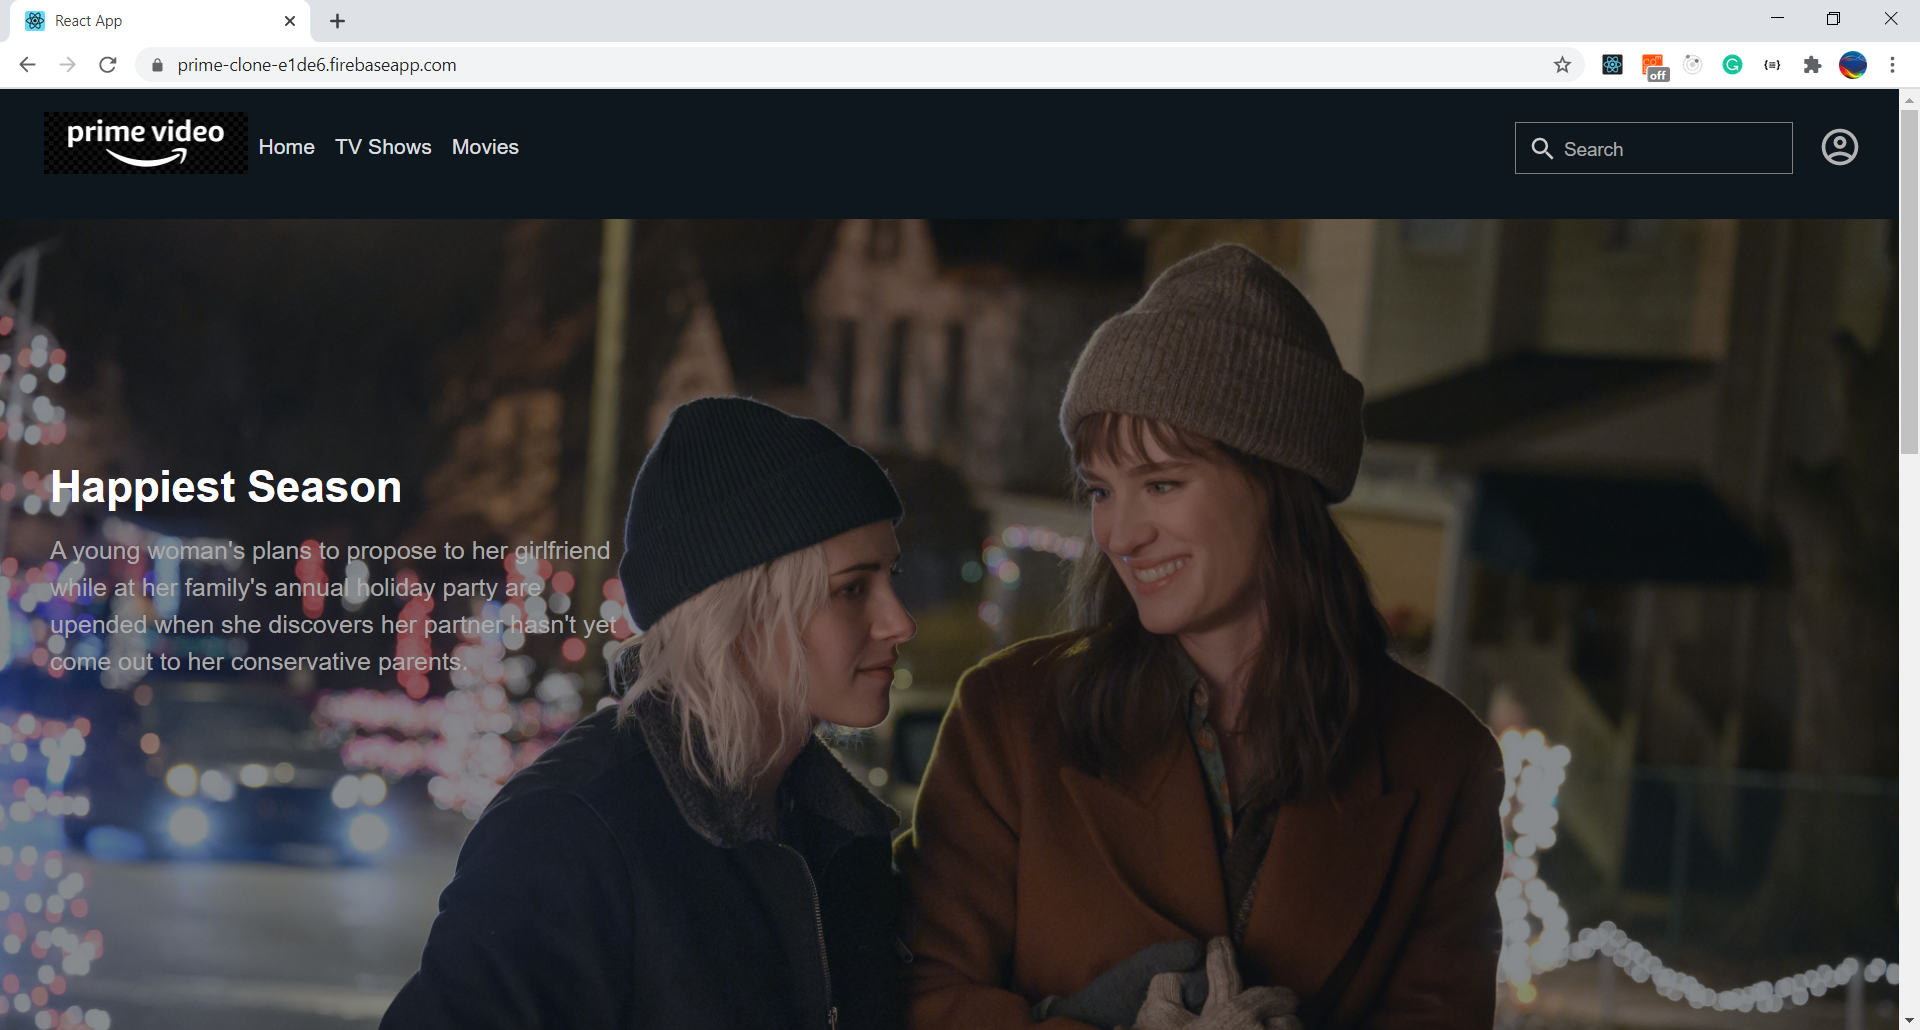 React App
prime-clone-e1de6.firebaseapp.com
off
prime video
Home
TV Shows
Movies
Search
Happiest Season
A young woman's plans to propose to her girlfriend
while at her family's annual holiday party are
upended when she discovers her partner hasn't yet
come out to her conservative parents.